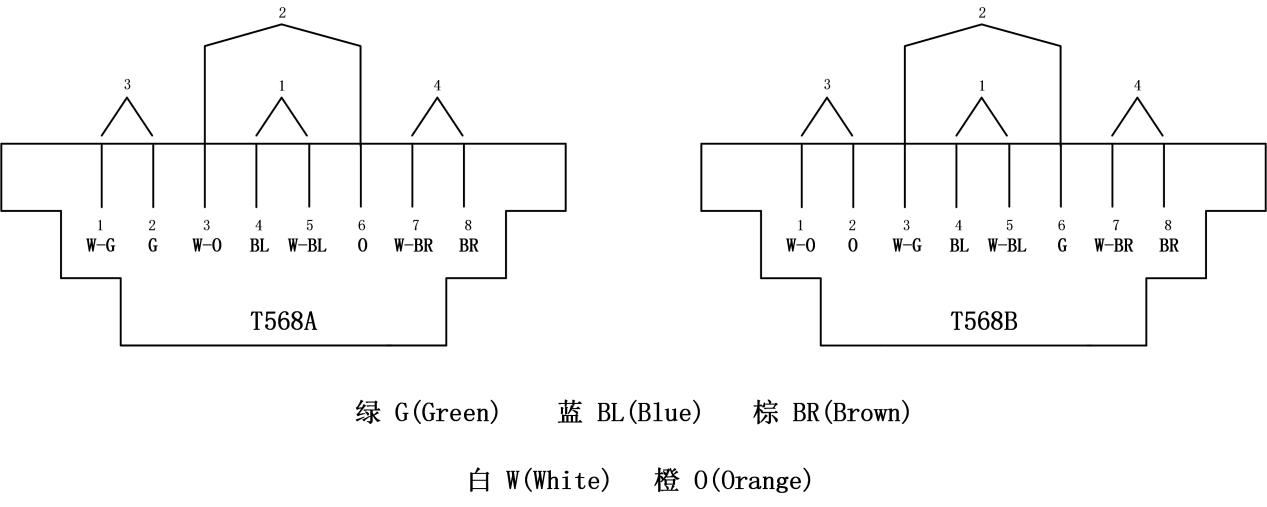 2 2
3 1 4 3 1 4
1 2 3 4 5 6 7 8 1 2 3 4 5 6 7 8
W-G G W-O BL W-BL O W-BR BR W-O O W-G BL W-BL G W-BR BR
T568A T568B
绿 G(Green) 蓝 BL(Blue) 棕 BR(Brown)
白 W(White) 橙 O(Orange)